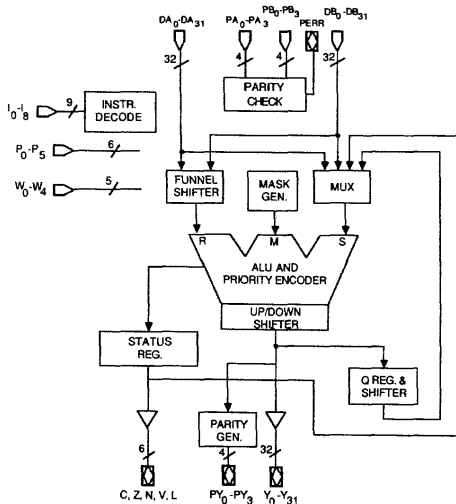 DA0-DA31 PA0-PA3 PB0-PB3 PERR DB0-DB31
32 4 4 32
PARITY
CHECK
I0-I8 9 INSTR.
DECODE
P0-P5 6
W0-W4 5
FUNNEL
SHIFTER
MASK
GEN.
MUX
R M S
ALU AND
PRIORITY ENCODER
UP/DOWN
SHIFTER
STATUS
REG.
Q REG. &
SHIFTER
PARITY
GEN.
6 4 32
C, Z, N, V, L PY0-PY3 Y0-Y31